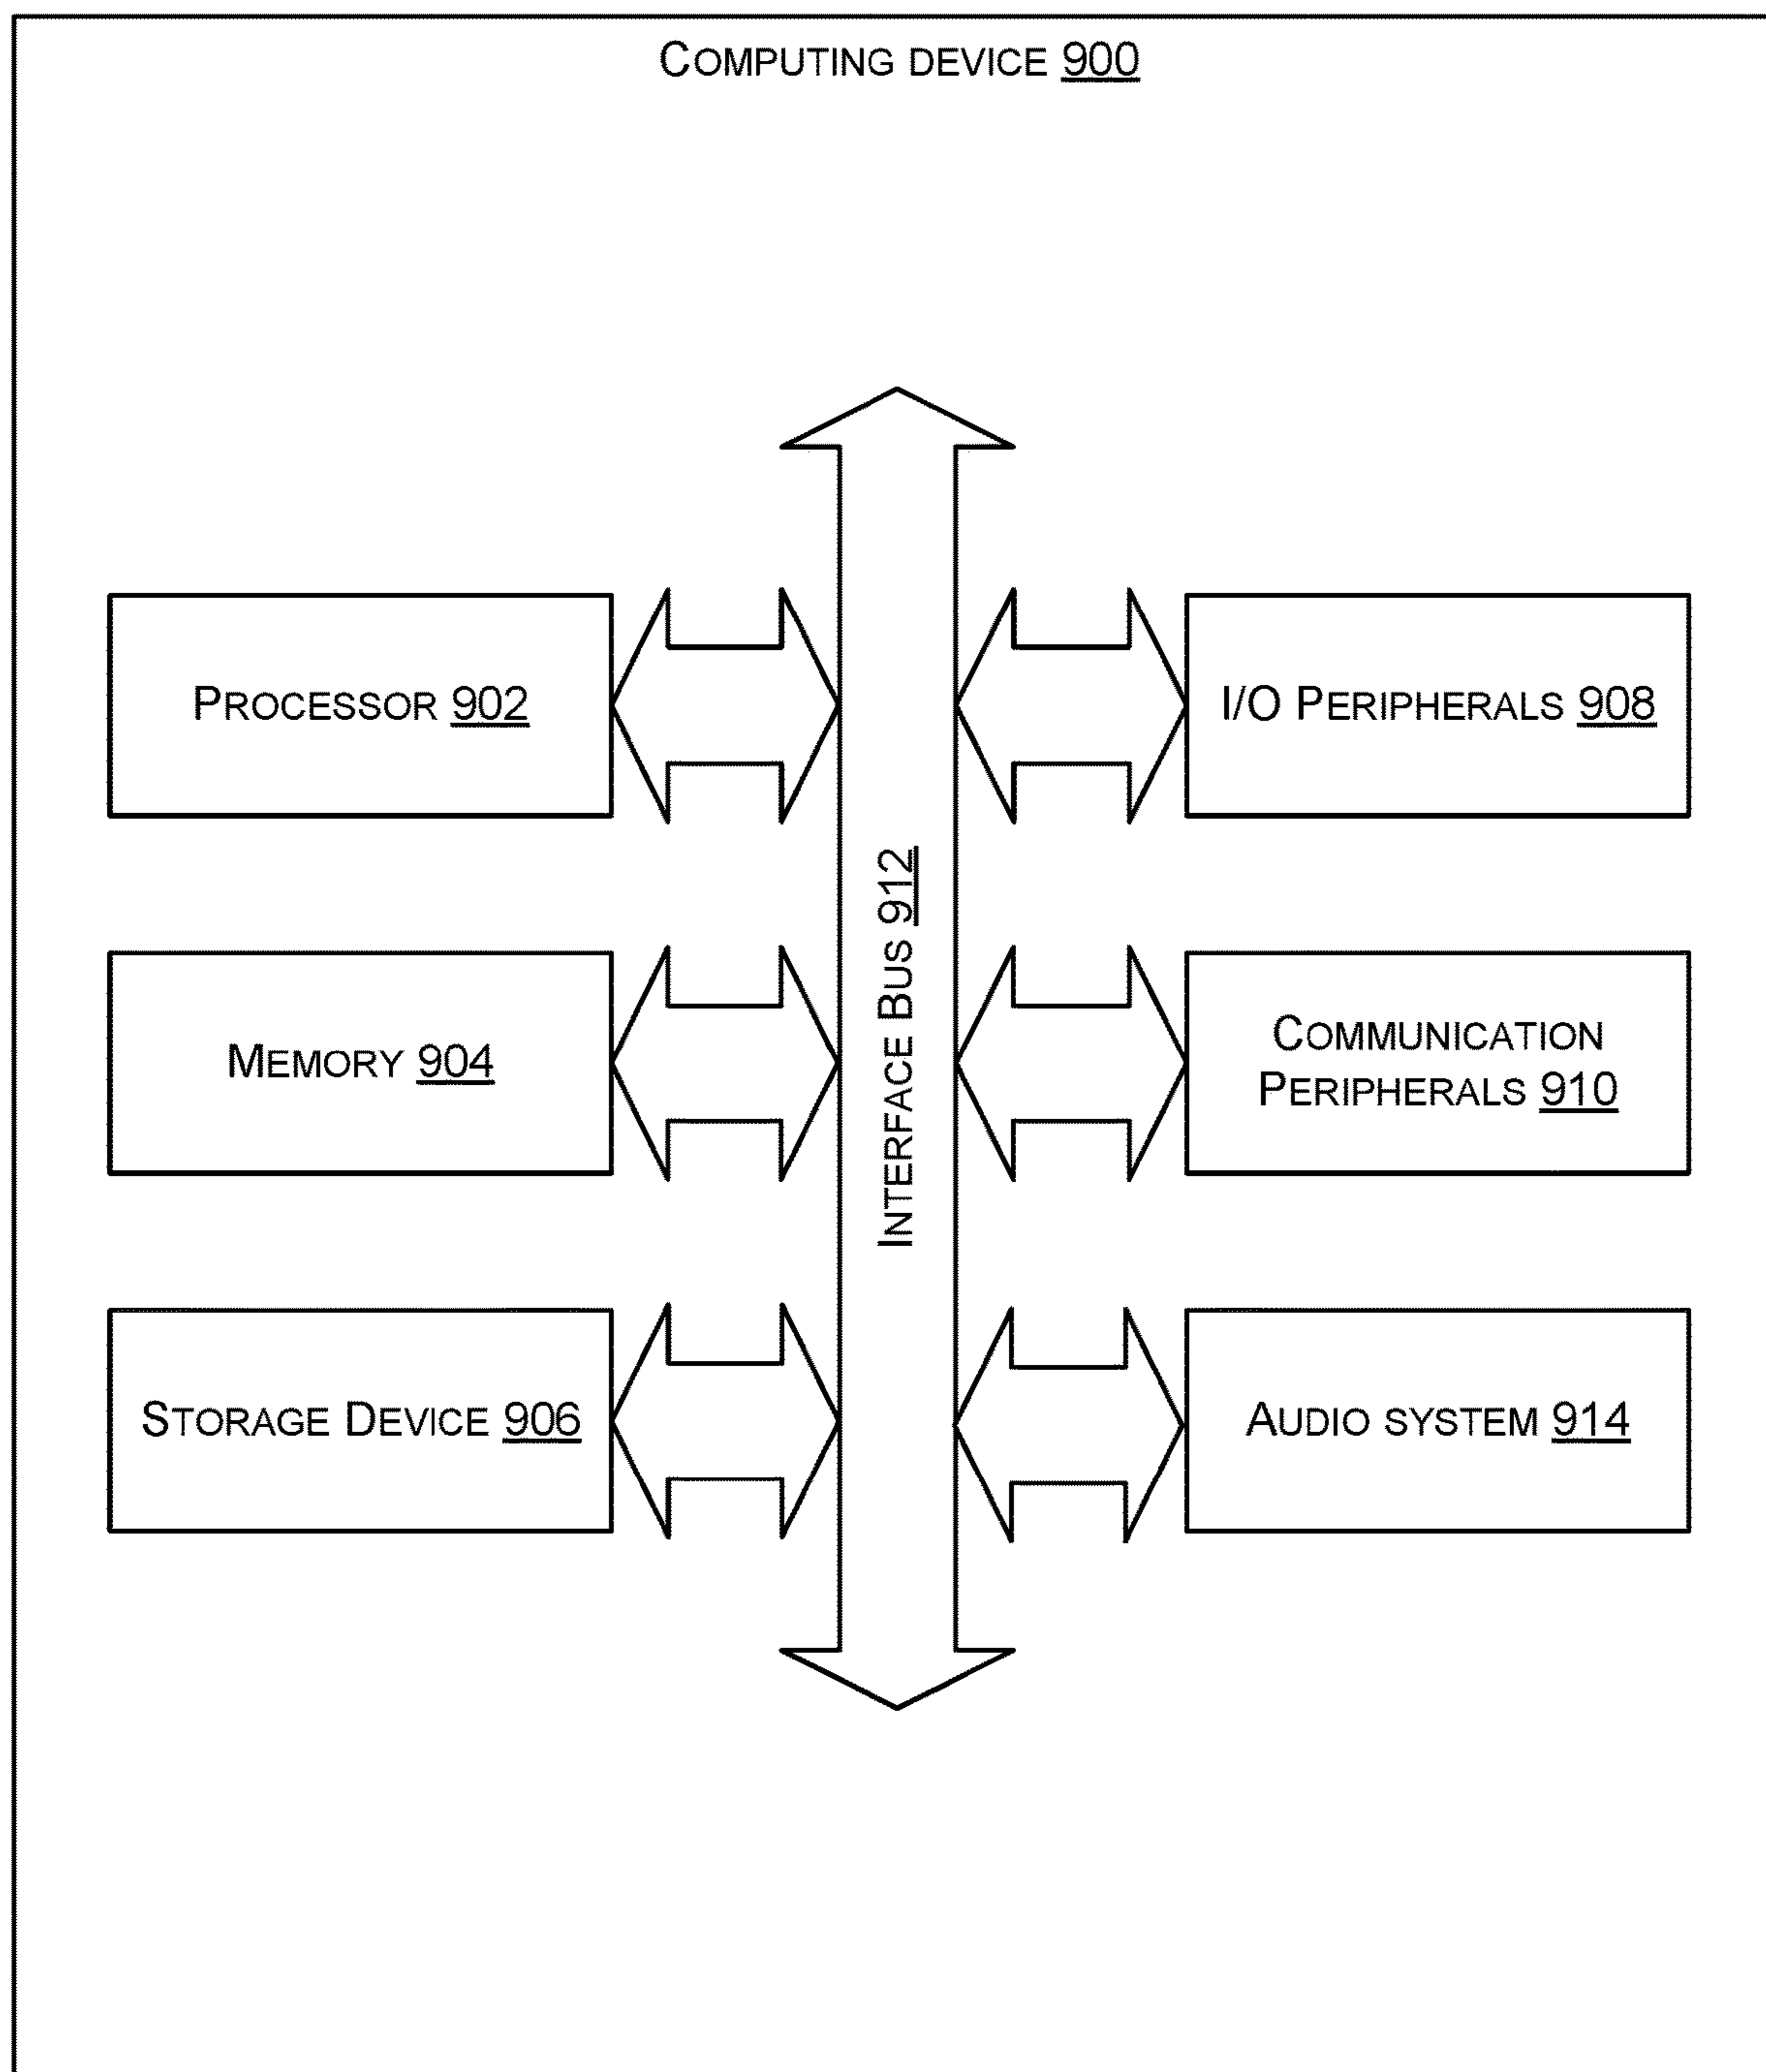 COMPUTING DEVICE 900
PROCESSOR 902
I/O PERIPHERALS 908
INTERFACE BUS 912
MEMORY 904
COMMUNICATION
PERIPHERALS 910
STORAGE DEVICE 906
AUDIO SYSTEM 914